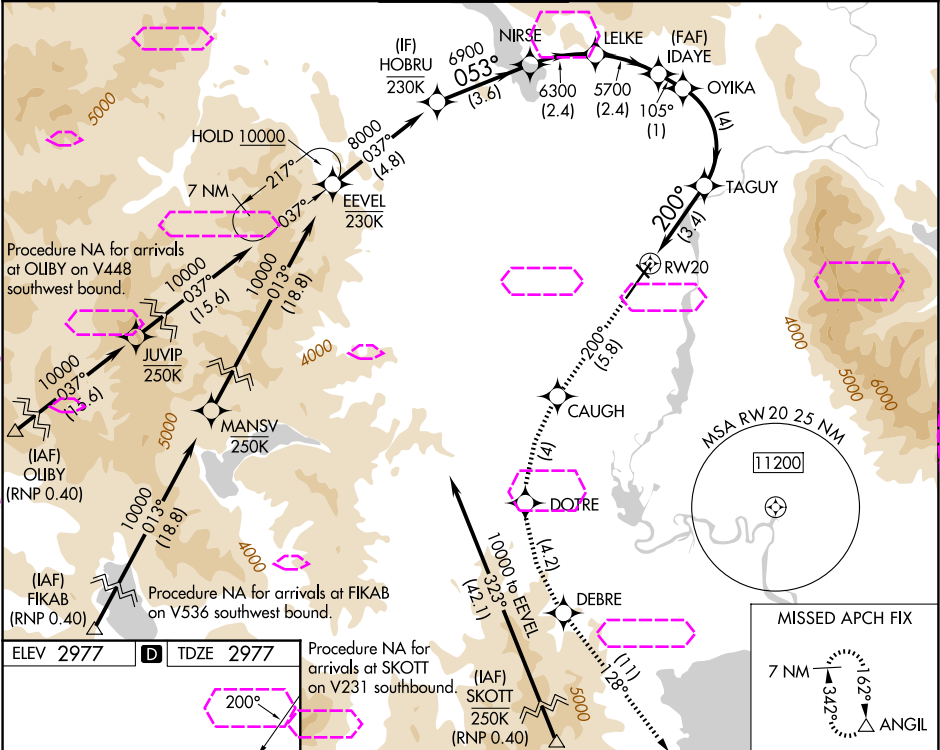 5000
(IF)
HOBRU
230K
6900
053°
(3.6)
NIRSE
LELKE
6300
(2.4)
5700
(2.4)
(FAF)
IDAYE
105°
(1)
OYIKA
(4)
TAGUY
200°
(3.4)
RW20
HOLD 10000
8000
037°
(4.8)
217°
7 NM
037°
EEVEL
230K
Procedure NA for arrivals
at OLIBY on V448
southwest bound.
10000
037°
(15.6)
10000
013°
(18.8)
JUVIP
250K
10000
037°
(15.6)
(IAF)
OLIBY
(RNP 0.40)
4000
5000
MANSV
250K
200°
(5.8)
CAUGH
(4)
DOTRE
(4.2)
4000
5000
6000
MSA RW20 25 NM
11200
10000
013°
(18.8)
4000
(IAF)
FIKAB
(RNP 0.40)
Procedure NA for arrivals at FIKAB
on V536 southwest bound.
10000 to EEVEL
323°
(42.1)
DEBRE
(11)
128°
ELEV 2977
D
TDZE 2977
200°
Procedure NA for
arrivals at SKOTT
on V231 southbound.
(IAF)
SKOTT
250K
(RNP 0.40)
5000
MISSED APCH FIX
7 NM
162°
342°
ANGIL